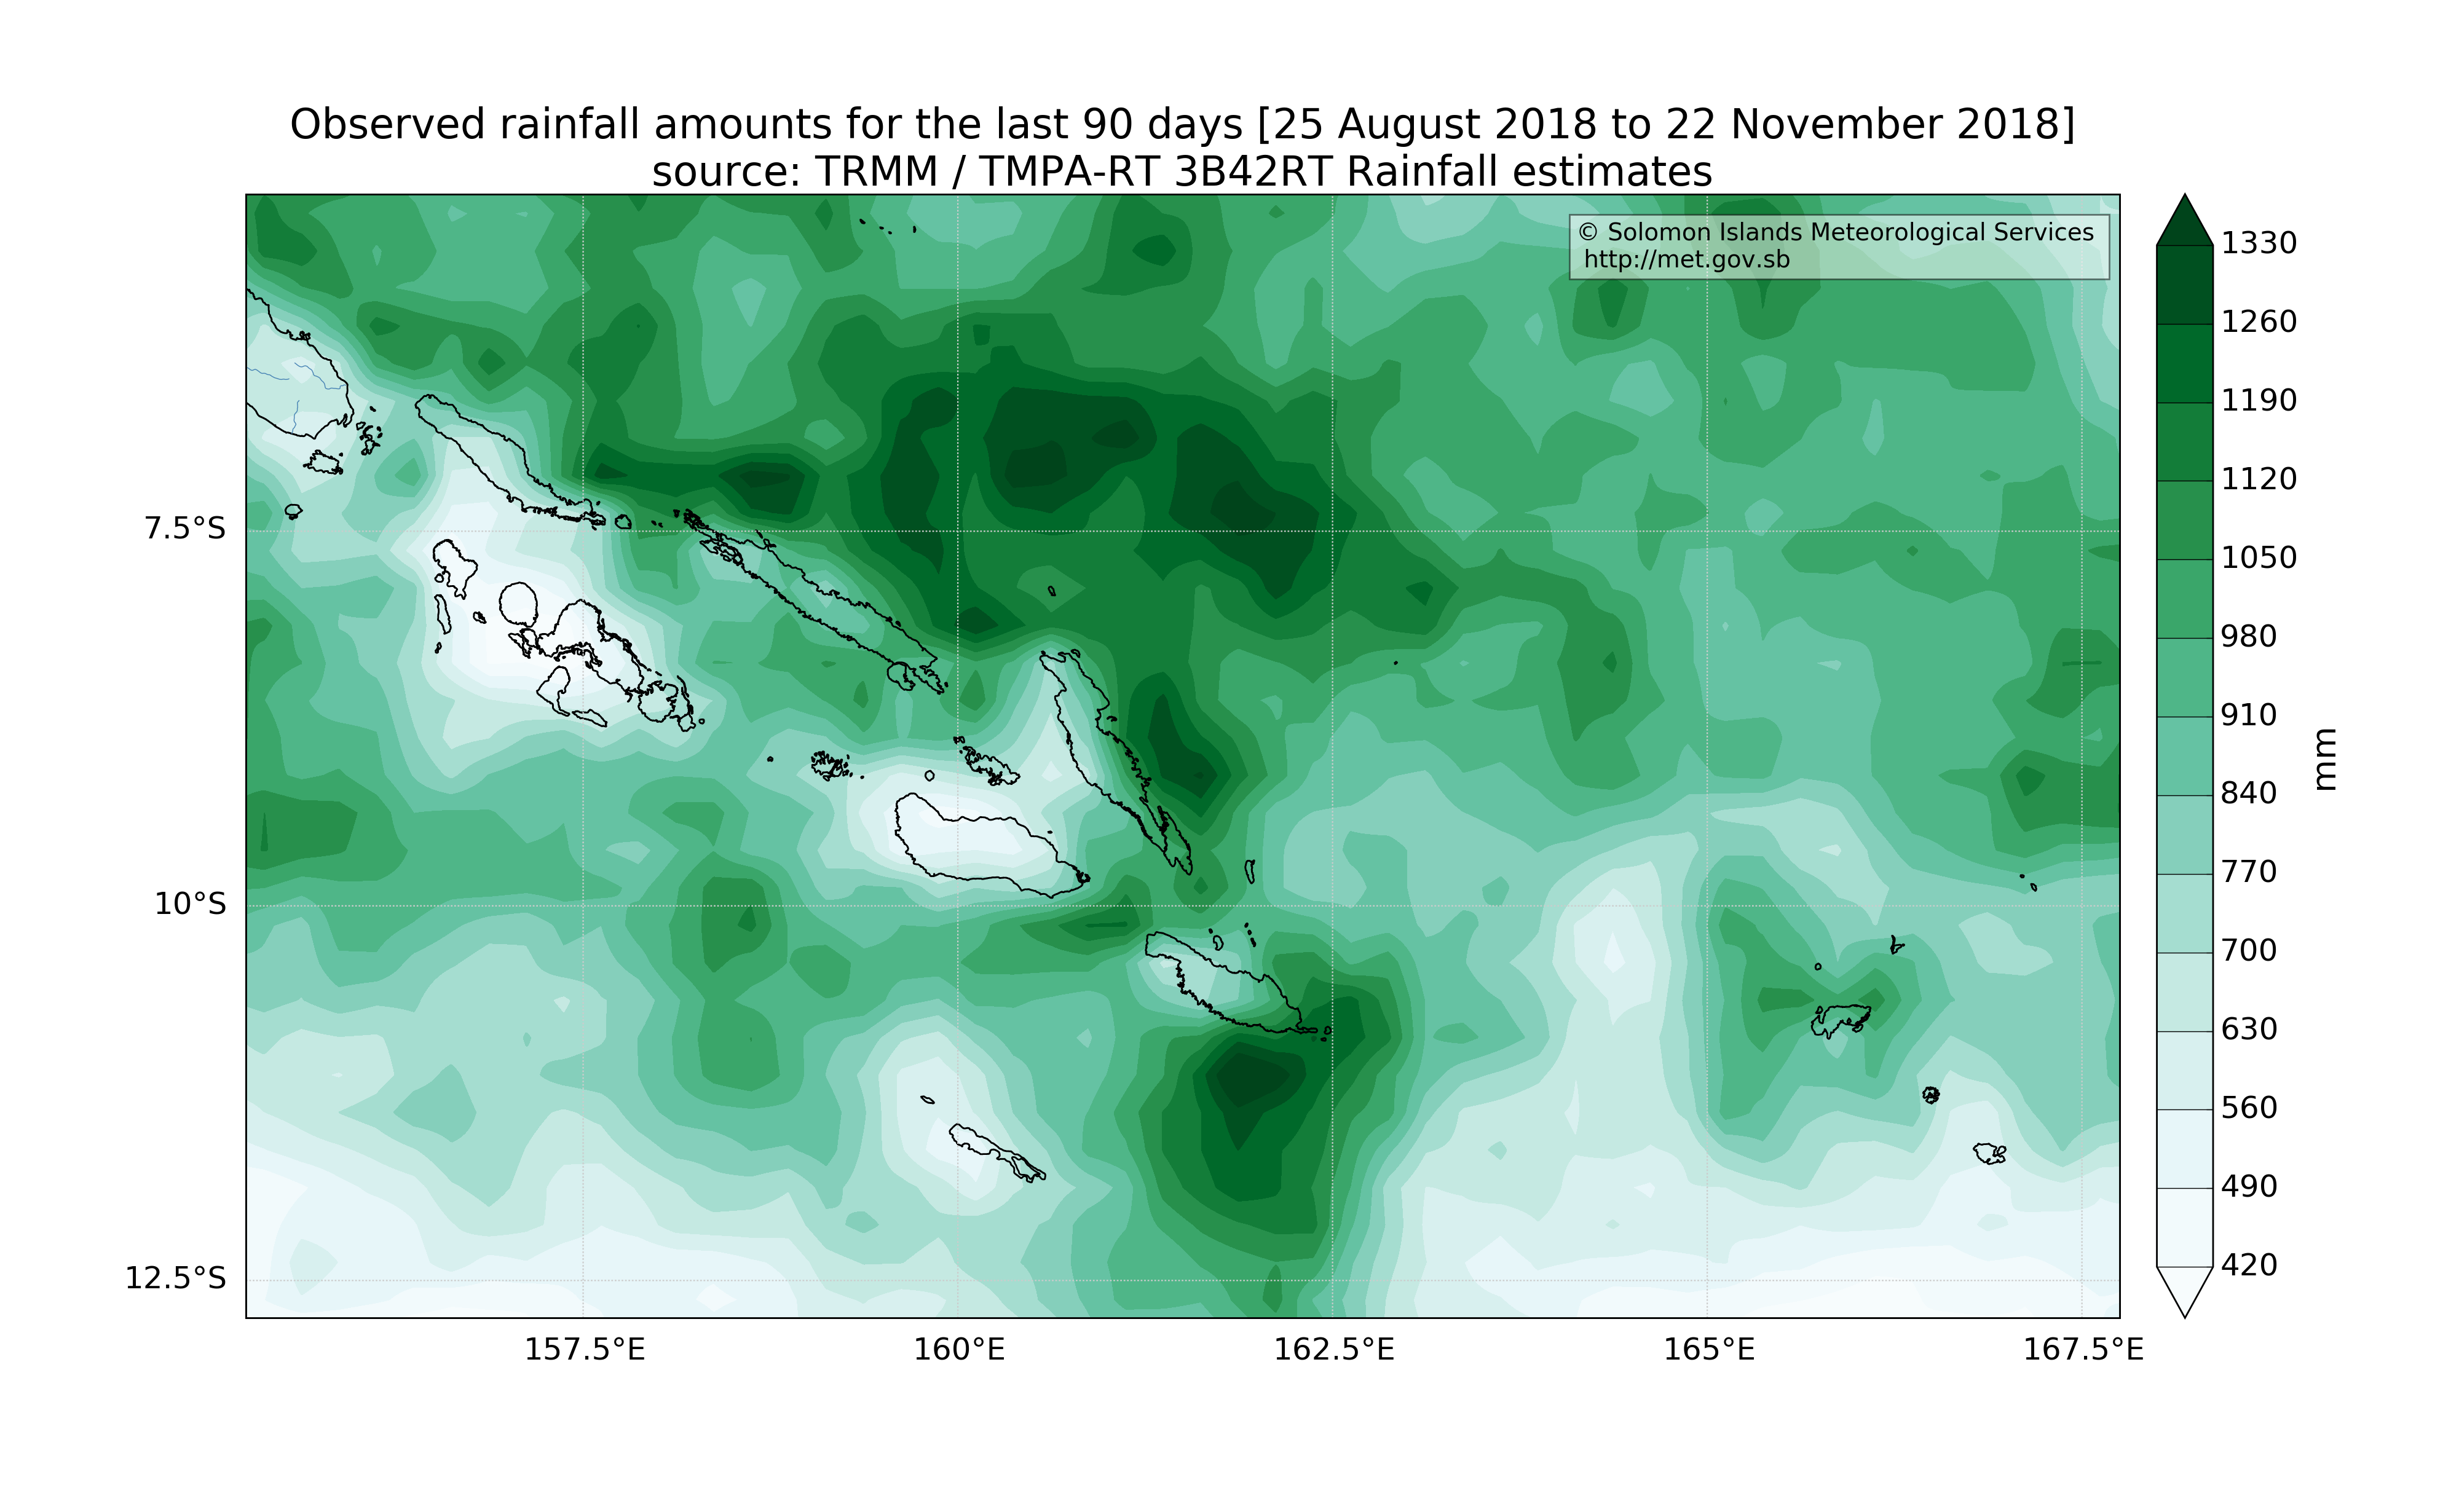 Observed rainfall amounts for the last 90 days [25 August 2018 to 22 November 2018]
source: TRMM / TMPA-RT 3B42RT Rainfall estimates
© Solomon Islands Meteorological Services
http://met.gov.sb
7.5°S
10°S
12.5°S
157.5°E
160°E
162.5°E
165°E
167.5°E
1330
1260
1190
1120
1050
980
910
840
770
700
630
560
490
420
mm